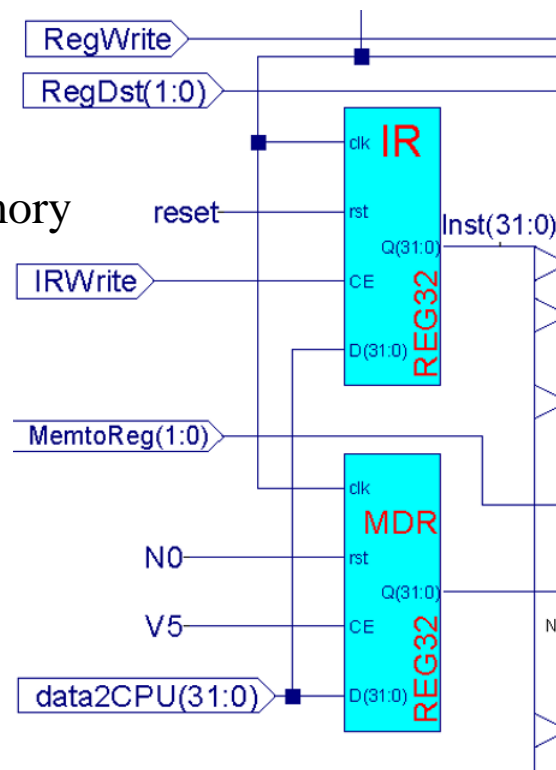 RegWrite
RegDst(1:0)
clk IR
reset
rst
Inst(31:0)
Q(31:0)
IRWrite
CE
REG32
D(31:0)
MemtoReg(1:0)
clk
MDR
N0
rst
Q(31:0)
V5
CE
N
REG32
data2CPU(31:0)
D(31:0)